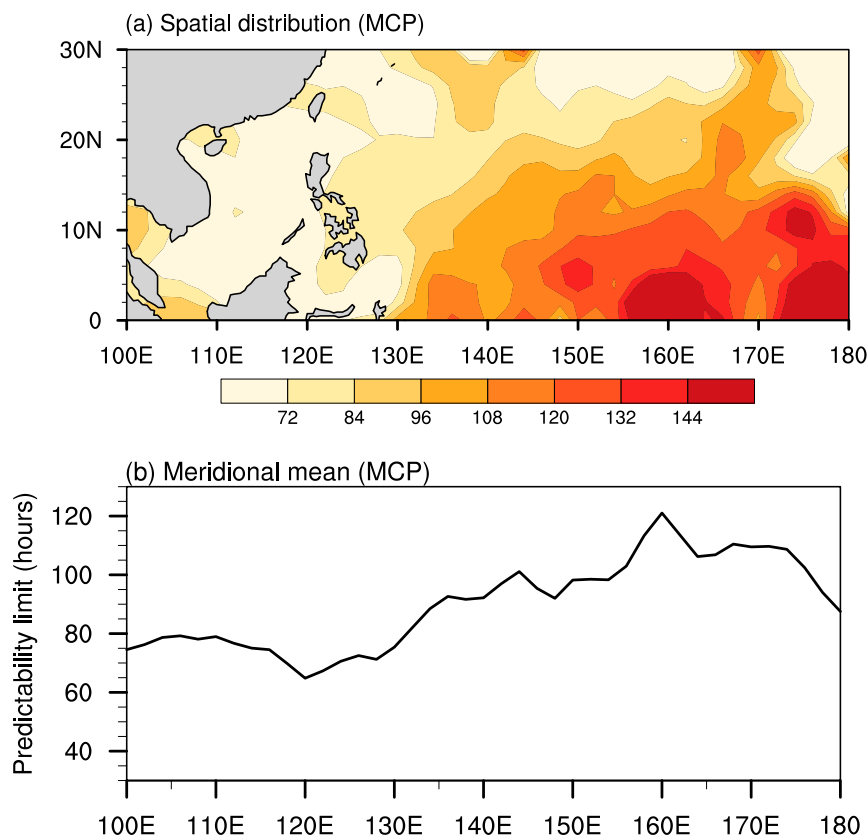 (a) Spatial distribution (MCP)
30N
20N
10N
0
100E 110E 120E 130E 140E 150E 160E 170E 180
72 84 96 108 120 132 144
(b) Meridional mean (MCP)
Predictability limit (hours)
120
100
80
60
40
100E 110E 120E 130E 140E 150E 160E 170E 180